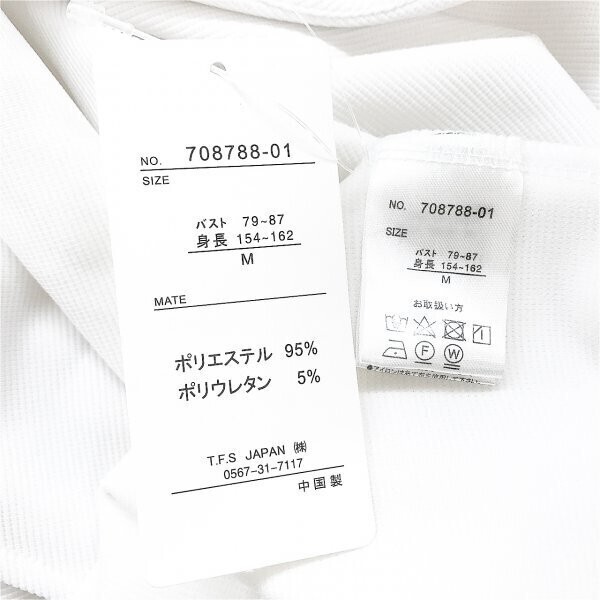 NO. 708788-01
SIZE
バスト 79~87
身長 154~162
M
MATE
ポリエステル 95%
ポリウレタン 5%
T.F.S JAPAN ㈱
0567-31-7117
中国製
NO. 708788-01
SIZE
バスト 79~87
身長 154~162
M
お取扱い方
F W